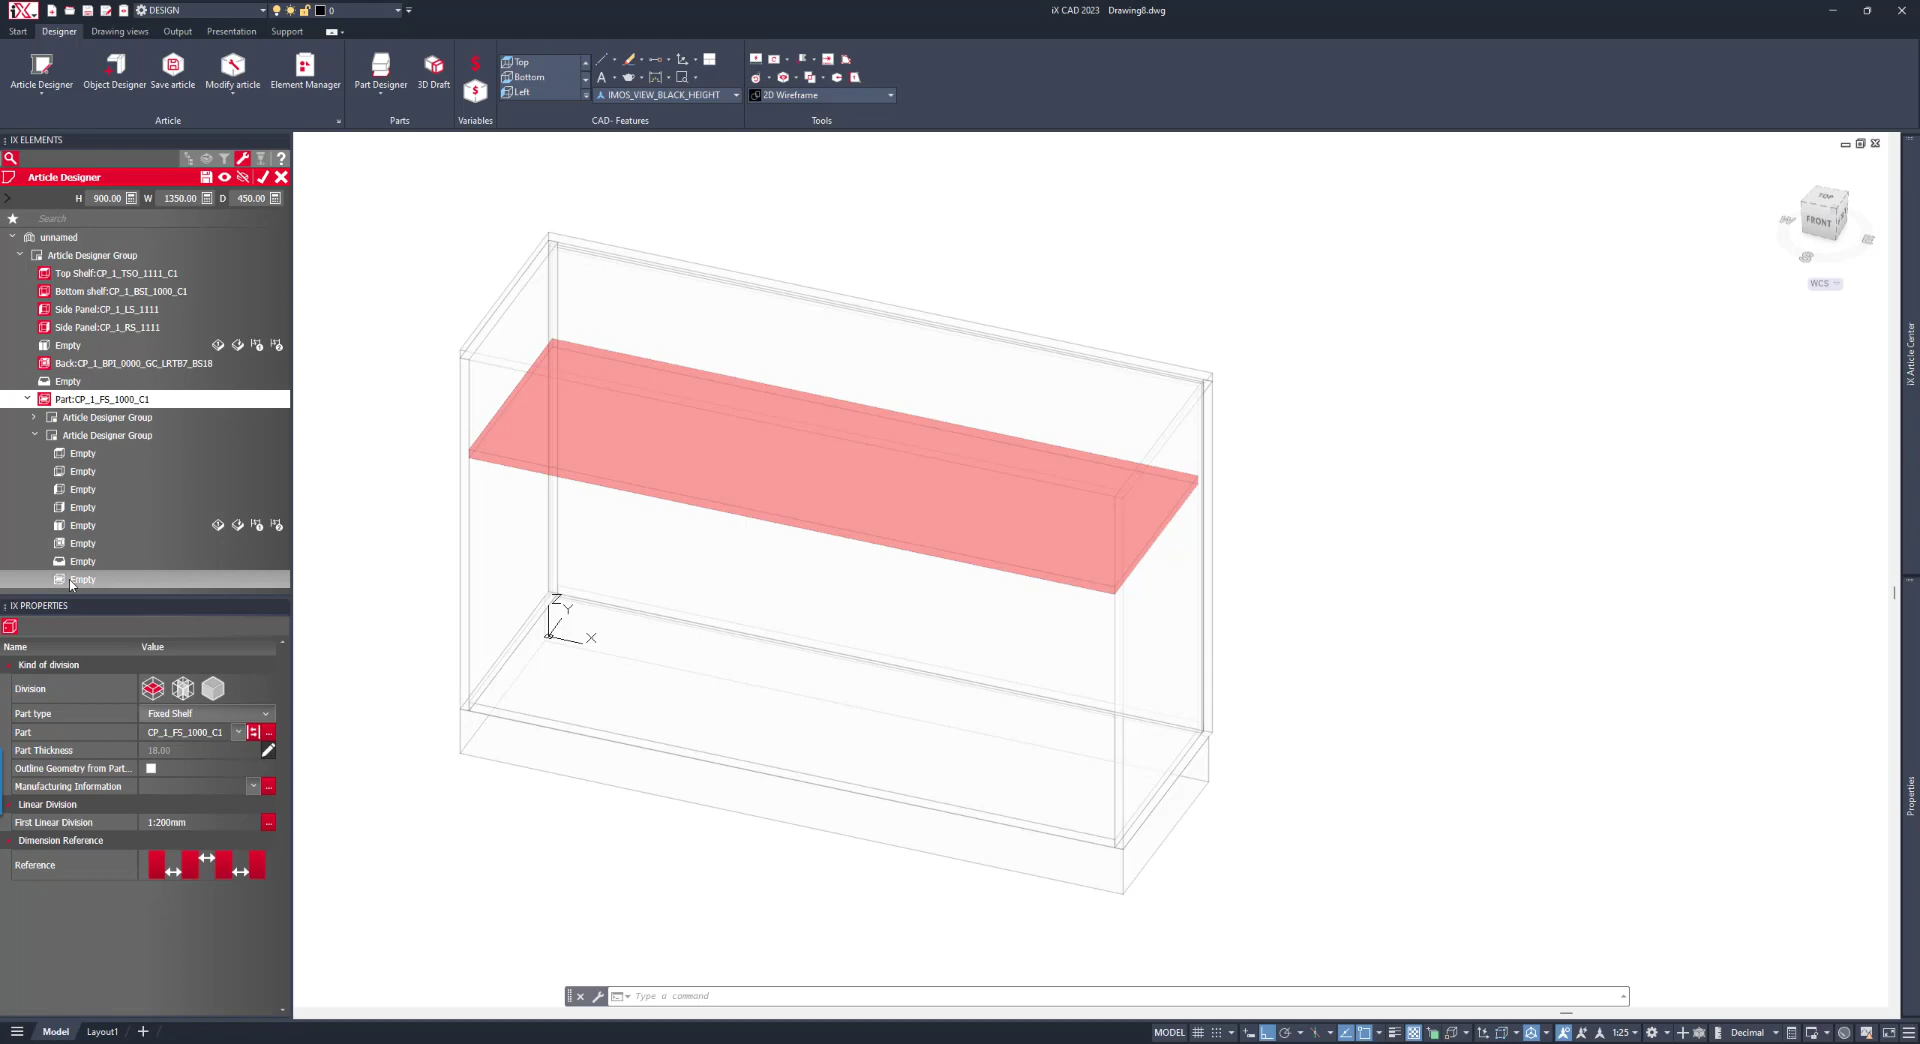 iX
DESIGN
0
iX CAD 2023 Drawing8.dwg
Start Designer Drawing views Output Presentation Support
Article Designer Object Designer Save article Modify article Element Manager Part Designer 3D Draft
Top
Bottom
Left
IMOS_VIEW_BLACK_HEIGHT
2D Wireframe
Article Parts Variables CAD- Features Tools
IX ELEMENTS
Article Designer
H 900.00 W 1350.00 D 450.00
Search
unnamed
Article Designer Group
Top Shelf:CP_1_TSO_1111_C1
Bottom shelf:CP_1_BSI_1000_C1
Side Panel:CP_1_LS_1111
Side Panel:CP_1_RS_1111
Empty
Back:CP_1_BPI_0000_GC_LRTB7_BS18
Empty
Part:CP_1_FS_1000_C1
Article Designer Group
Article Designer Group
Empty
Empty
Empty
Empty
Empty
Empty
Empty
Empty
IX PROPERTIES
Name Value
Kind of division
Division
Part type Fixed Shelf
Part CP_1_FS_1000_C1
Part Thickness 18.00
Outline Geometry from Part...
Manufacturing Information
Linear Division
First Linear Division 1:200mm
Dimension Reference
Reference
Z
Y
X
TOP
FRONT
WCS
iX Article Center
Properties
Type a command
Model Layout1
MODEL 1:25 Decimal